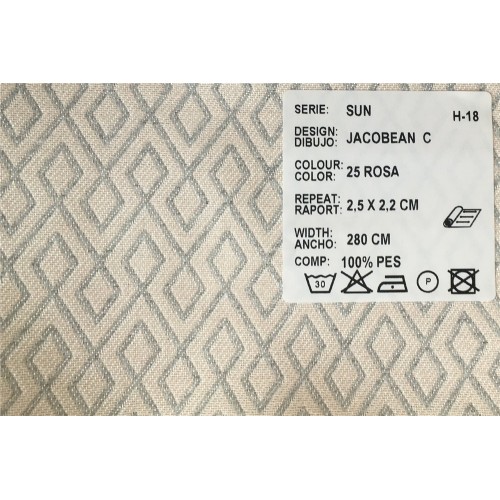 SERIE: SUN H-18
DESIGN:
DIBUJO: JACOBEAN C
COLOUR:
COLOR: 25 ROSA
REPEAT:
RAPORT: 2,5 X 2,2 CM
WIDTH:
ANCHO: 280 CM
COMP: 100% PES
30 P